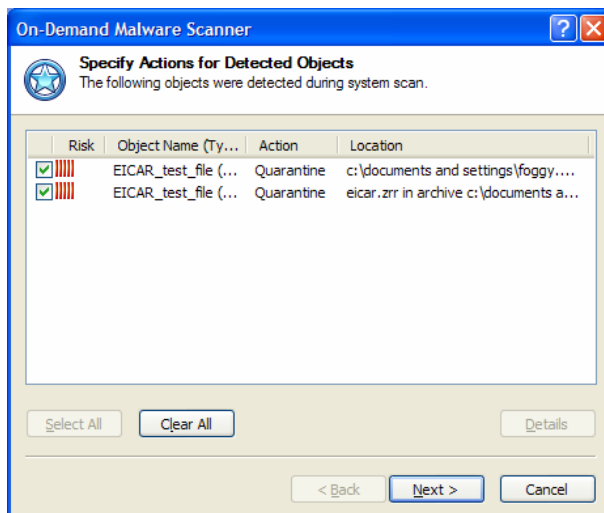 On-Demand Malware Scanner
Specify Actions for Detected Objects
The following objects were detected during system scan.
Risk Object Name (Ty... Action Location
EICAR_test_file (... Quarantine c:\documents and settings\foggy....
EICAR_test_file (... Quarantine eicar.zrr in archive c:\documents a...
Select All Clear All Details
< Back Next > Cancel